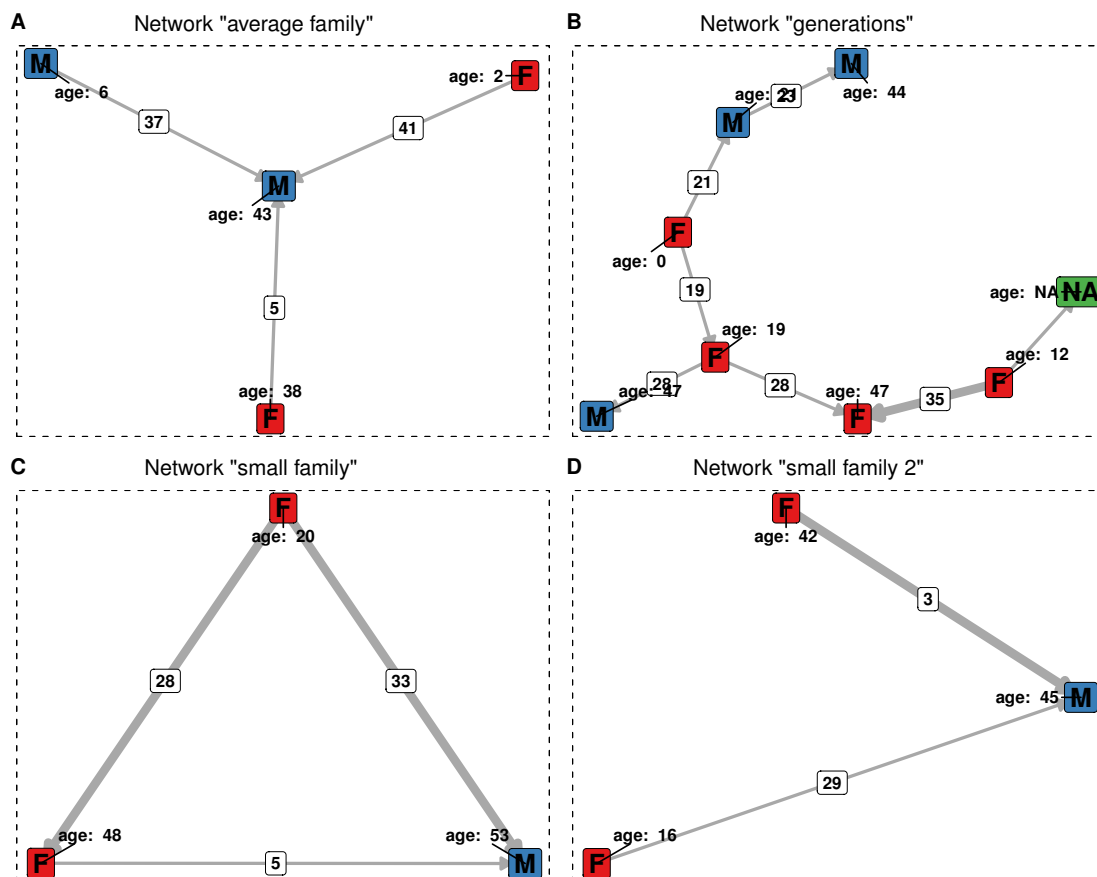 A
Network "average family"
M
age: 6
37
age: 2
F
41
M
age: 43
5
age: 38
F
B
Network "generations"
M
age: 44
age: 21
23
M
21
F
age: 0
19
age: NA
NA
age: 19
F
age: 12
F
28
age: 47
M
28
age: 47
F
35
C
Network "small family"
F
age: 20
28
33
age: 48
F
5
age: 53
M
D
Network "small family 2"
F
age: 42
3
age: 45
M
29
age: 16
F